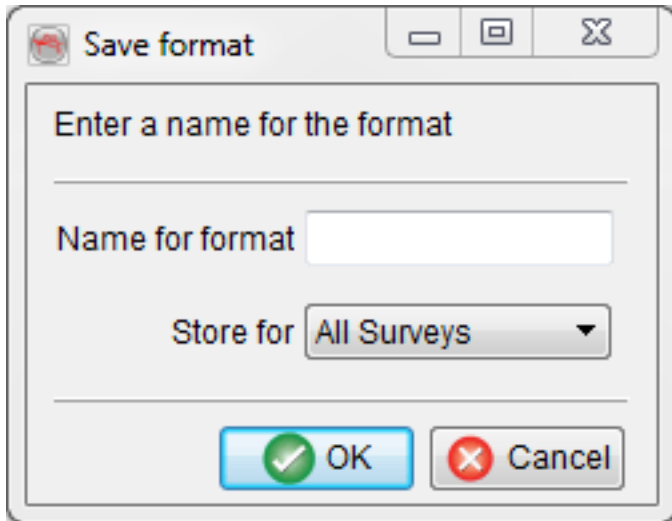 Save format
Enter a name for the format
Name for format
Store for All Surveys
OK Cancel